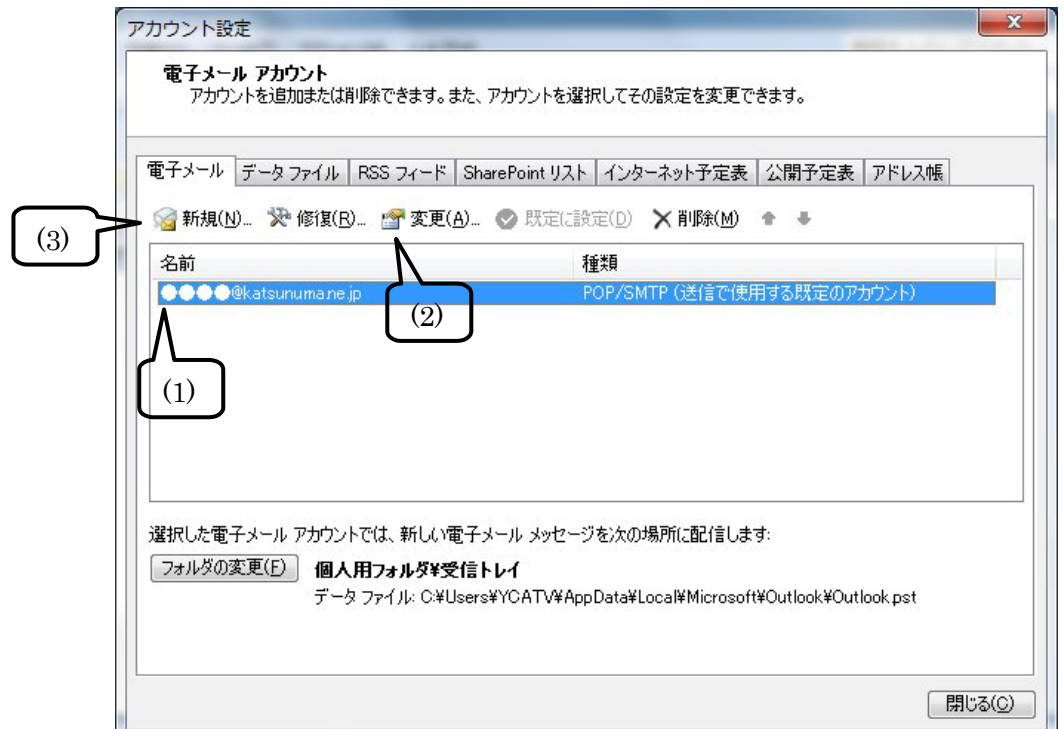 アカウント設定
電子メール アカウント
アカウントを追加または削除できます。また、アカウントを選択してその設定を変更できます。
電子メール データ ファイル RSS フィード SharePoint リスト インターネット予定表 公開予定表 アドレス帳
新規(N)... 修復(R)... 変更(A)... 既定に設定(D) 削除(M)
(3)
名前 種類
●●●●@katsunuma.ne.jp POP/SMTP (送信で使用する既定のアカウント)
(2)
(1)
選択した電子メール アカウントでは、新しい電子メール メッセージを次の場所に配信します:
フォルダの変更(F) 個人用フォルダ¥受信トレイ
データ ファイル: C:¥Users¥YCATV¥AppData¥Local¥Microsoft¥Outlook¥Outlook.pst
閉じる(C)